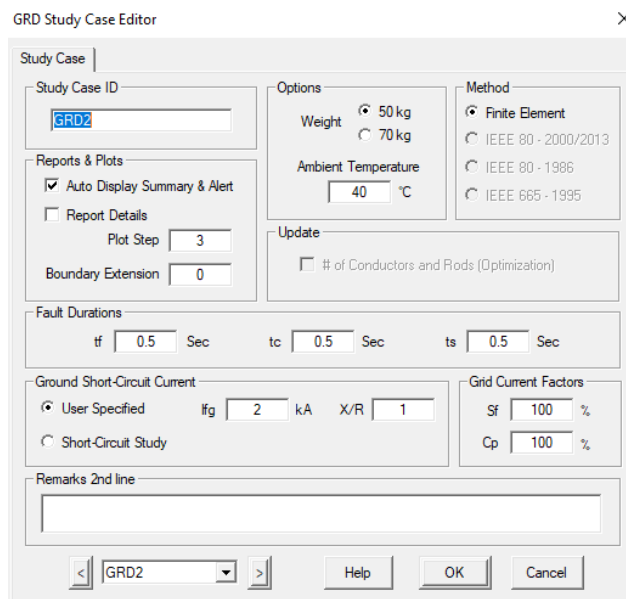 GRD Study Case Editor
Study Case
Study Case ID
GRD2
Options
Weight
50 kg
70 kg
Ambient Temperature
40 °C
Method
Finite Element
IEEE 80 - 2000/2013
IEEE 80 - 1986
IEEE 665 - 1995
Reports & Plots
Auto Display Summary & Alert
Report Details
Plot Step 3
Boundary Extension 0
Update
# of Conductors and Rods (Optimization)
Fault Durations
tf 0.5 Sec tc 0.5 Sec ts 0.5 Sec
Ground Short-Circuit Current
User Specified Ifg 2 kA X/R 1
Short-Circuit Study
Grid Current Factors
Sf 100 %
Cp 100 %
Remarks 2nd line
< GRD2 > Help OK Cancel